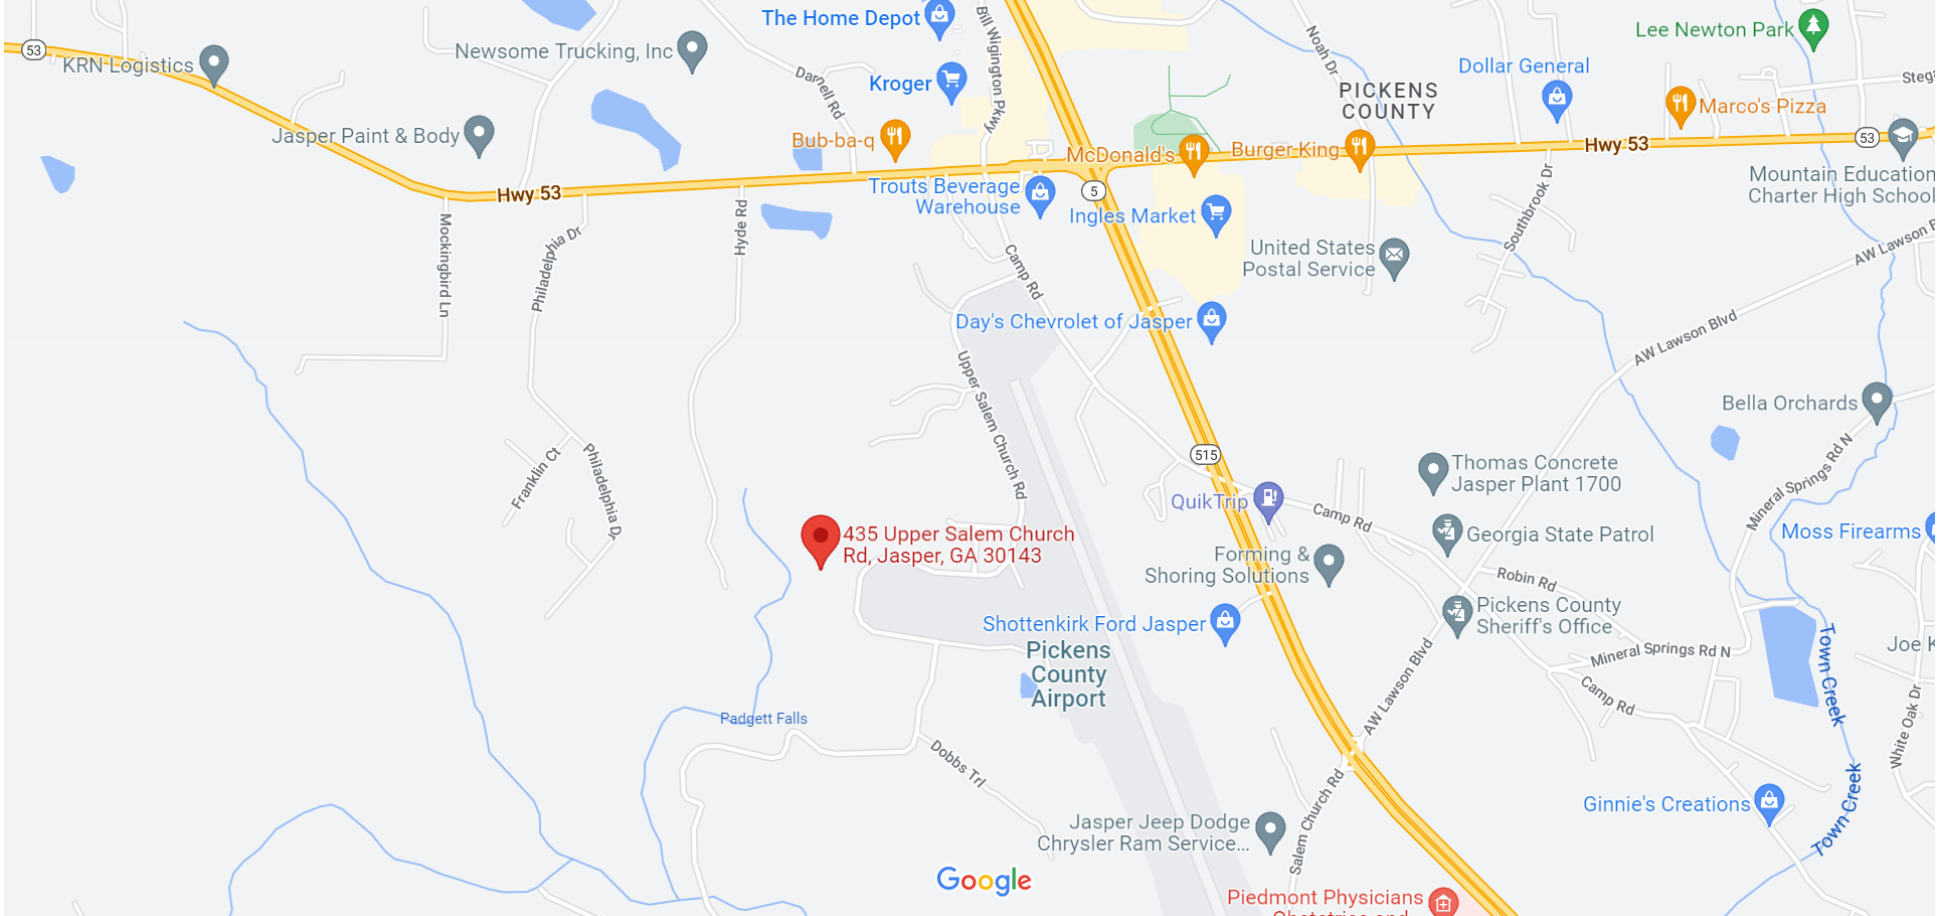 The Home Depot
Bill Wigington Pkwy
Lee Newton Park
53
KRN Logistics
Newsome Trucking, Inc
Darnell Rd
Kroger
Noah Dr
PICKENS
COUNTY
Dollar General
Marco's Pizza
Jasper Paint & Body
Bub-ba-q
McDonald's
Burger King
Hwy 53
53
Mountain Education
Charter High School
Hwy 53
Trouts Beverage
Warehouse
5
Ingles Market
Southbrook Dr
Mockingbird Ln
Philadelphia Dr
Hyde Rd
Camp Rd
United States
Postal Service
AW Lawson
Day's Chevrolet of Jasper
AW Lawson Blvd
Upper Salem Church Rd
Bella Orchards
Franklin Ct
Philadelphia D
515
Thomas Concrete
Jasper Plant 1700
Mineral Springs Rd N
QuikTrip
Camp Rd
Georgia State Patrol
Moss Firearms
435 Upper Salem Church
Rd, Jasper, GA 30143
Forming &
Shoring Solutions
Robin Rd
Pickens County
Sheriff's Office
Shottenkirk Ford Jasper
Pickens
County
Airport
AW Lawson Blvd
Mineral Springs Rd N
Town Creek
Joe
Camp Rd
White Oak Dr
Padgett Falls
Dobbs Trl
Salem Church Rd
Ginnie's Creations
Town Creek
Jasper Jeep Dodge
Chrysler Ram Service...
Google
Piedmont Physicians